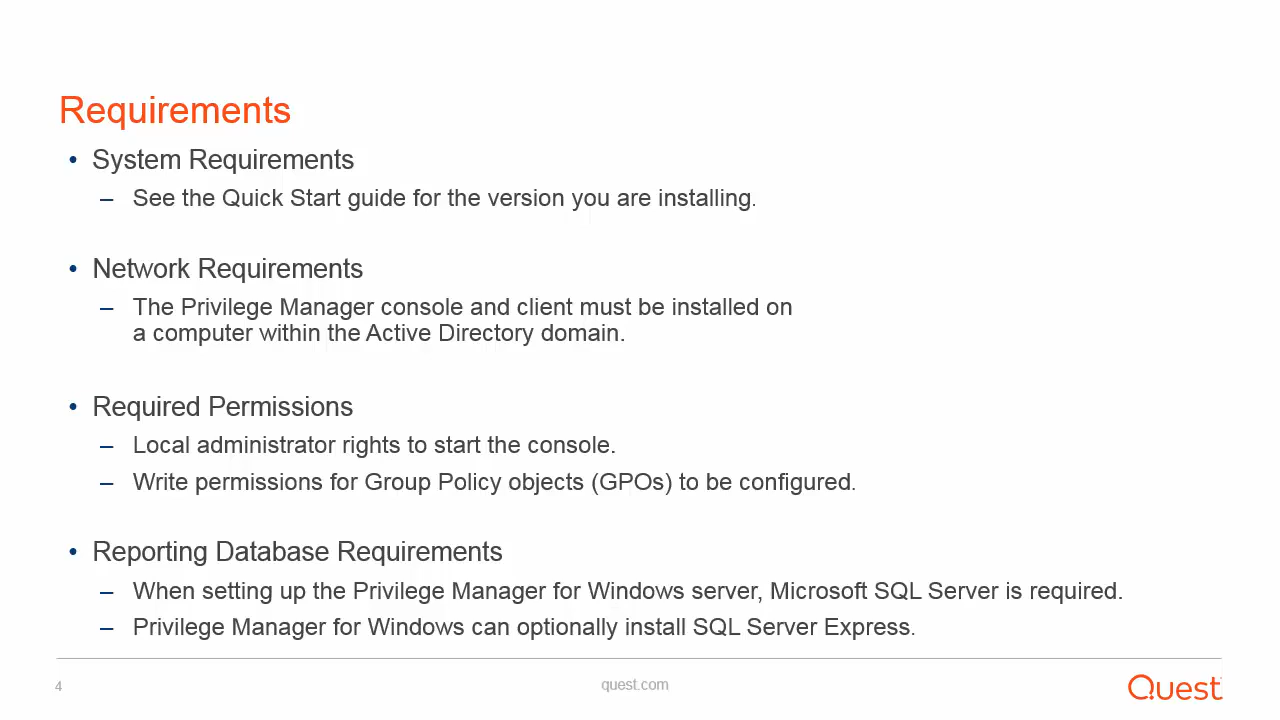 Requirements
• System Requirements
– See the Quick Start guide for the version you are installing.
• Network Requirements
– The Privilege Manager console and client must be installed on
a computer within the Active Directory domain.
• Required Permissions
– Local administrator rights to start the console.
– Write permissions for Group Policy objects (GPOs) to be configured.
• Reporting Database Requirements
– When setting up the Privilege Manager for Windows server, Microsoft SQL Server is required.
– Privilege Manager for Windows can optionally install SQL Server Express.
4
quest.com
Quest